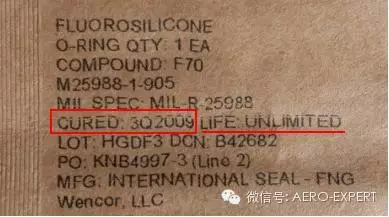 FLUOROSILICONE
O-RING QTY: 1 EA
COMPOUND: F70
M25988-1-905
MIL SPEC: MIL-R-25988
CURED: 3Q2009 LIFE: UNLIMITED
LOT: HGDF3 DCN: B42682
PO: KNB4997-3 (Line 2)
MFG: INTERNATIONAL SEAL - FNG
Wencor, LLC
微信号: AERO-EXPERT